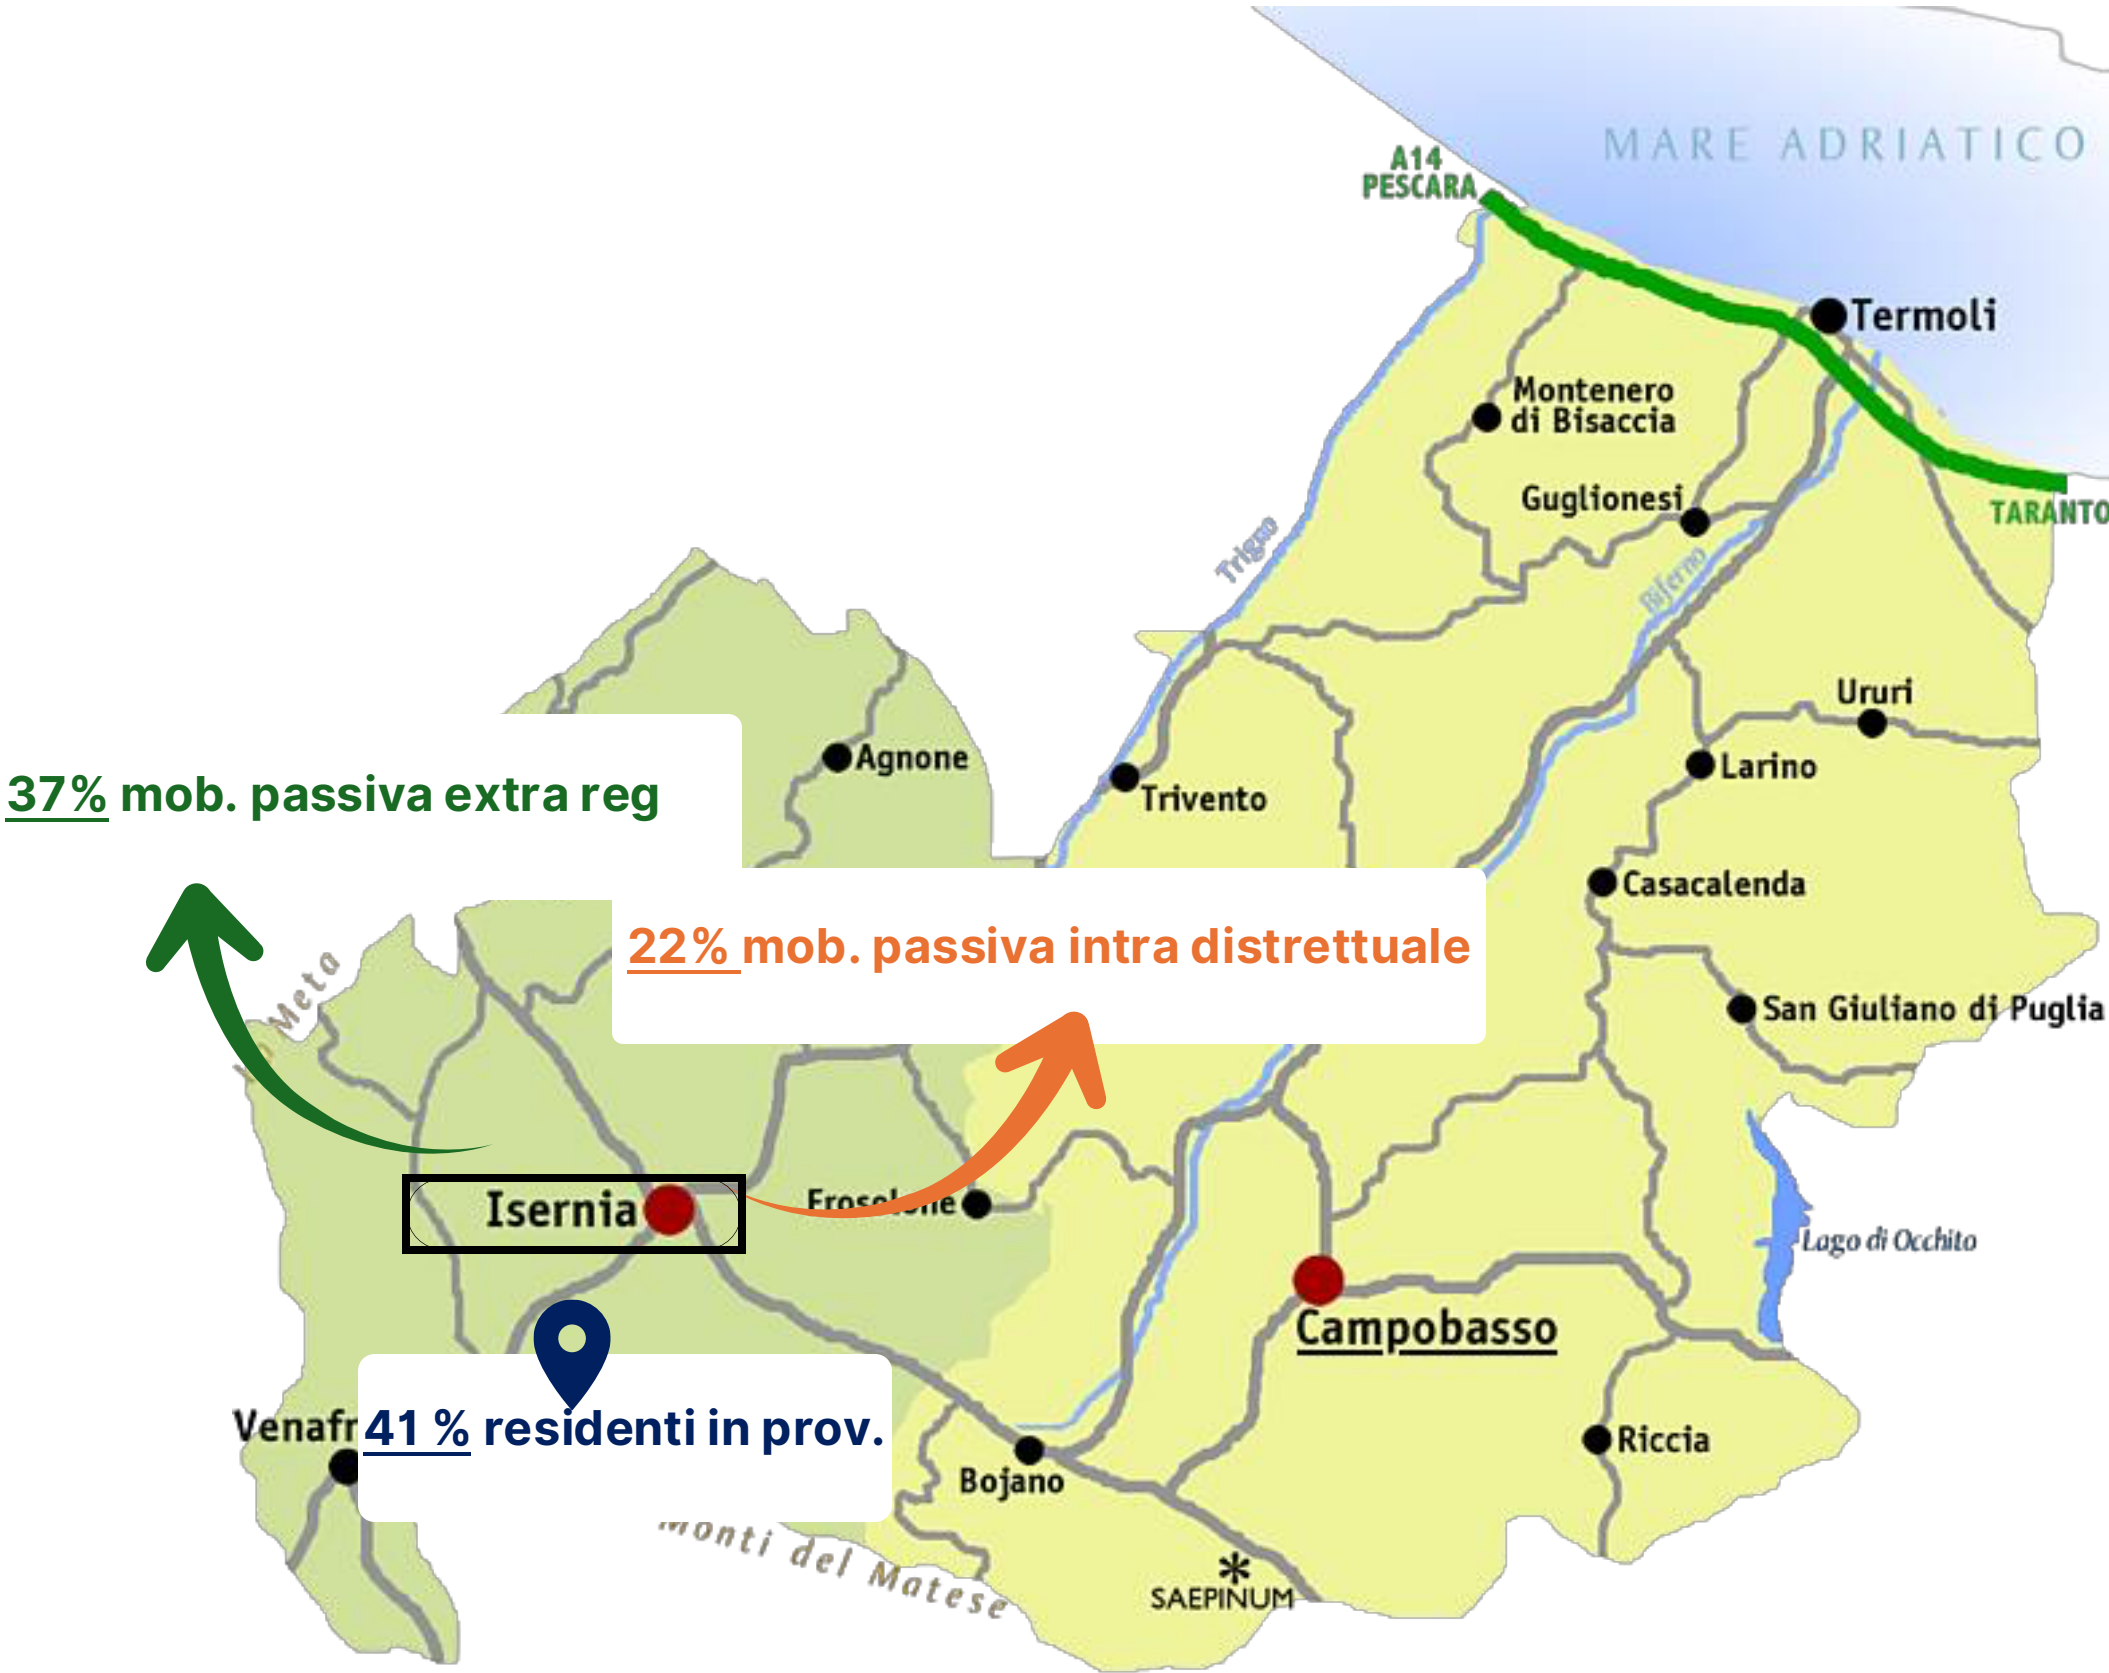 MARE ADRIATICO
A14
PESCARA
Termoli
Montenero
di Bisaccia
Guglionesi
TARANTO
Trigno
Biferno
Ururi
Agnone
Larino
37% mob. passiva extra reg
Trivento
Casacalenda
22% mob. passiva intra distrettuale
Meta
San Giuliano di Puglia
Isernia
Frosolone
Lago di Occhito
Campobasso
Venafr
41 % residenti in prov.
Riccia
Bojano
Monti del Matese
SAEPINUM